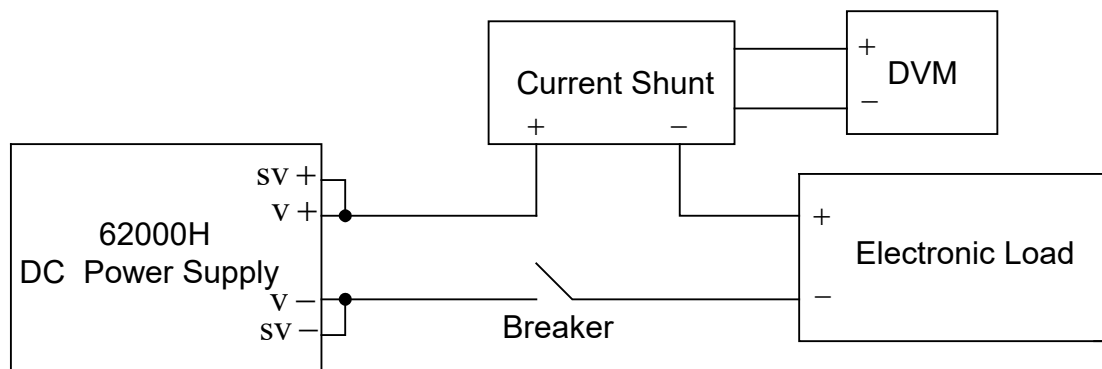 +
DVM
−
Current Shunt
+ −
sv +
v +
62000H
DC Power Supply
v −
sv −
+
Electronic Load
−
Breaker